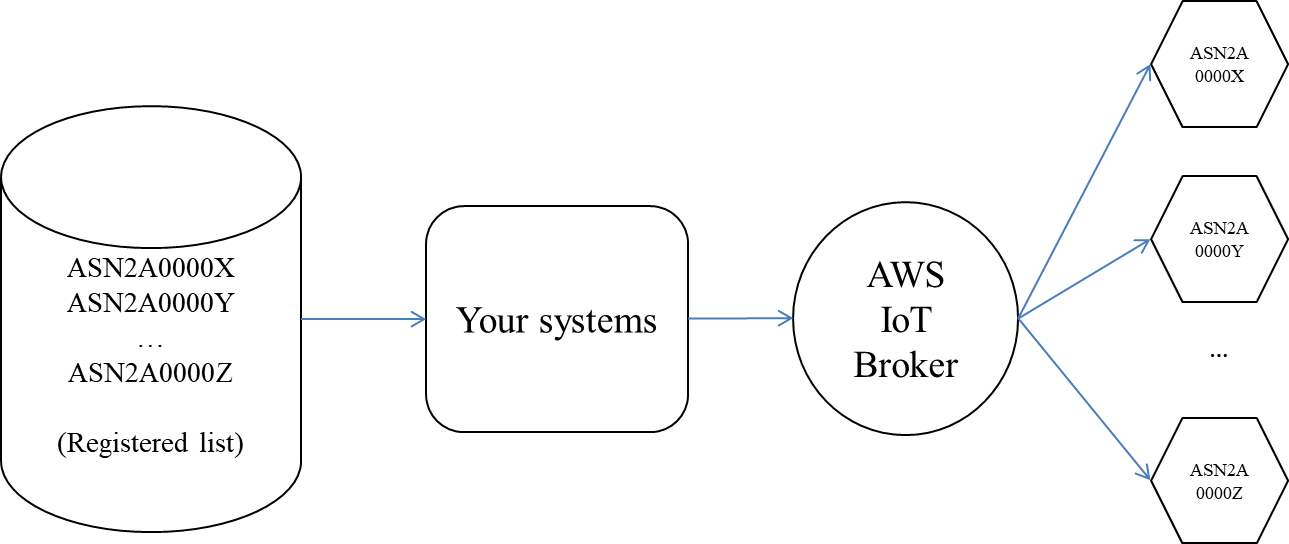 ASN2A0000X
ASN2A0000Y
...
ASN2A0000Z
(Registered list)
Your systems
AWS
IoT
Broker
ASN2A
0000X
ASN2A
0000Y
...
ASN2A
0000Z